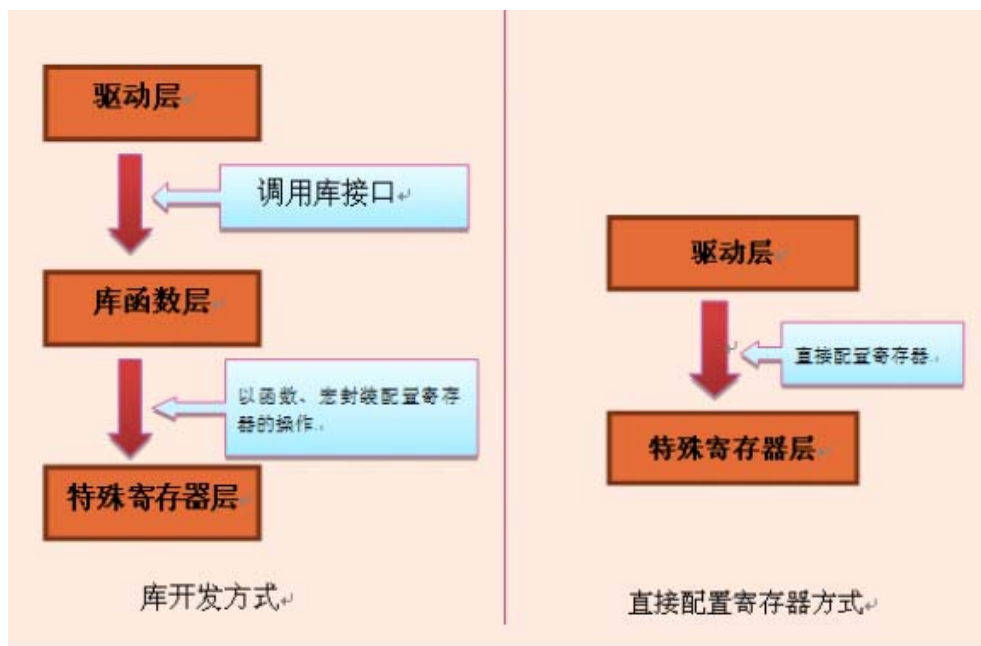 驱动层
调用库接口
库函数层
以函数、宏封装配置寄存
器的操作.
特殊寄存器层
库开发方式
驱动层
直接配置寄存器.
特殊寄存器层
直接配置寄存器方式